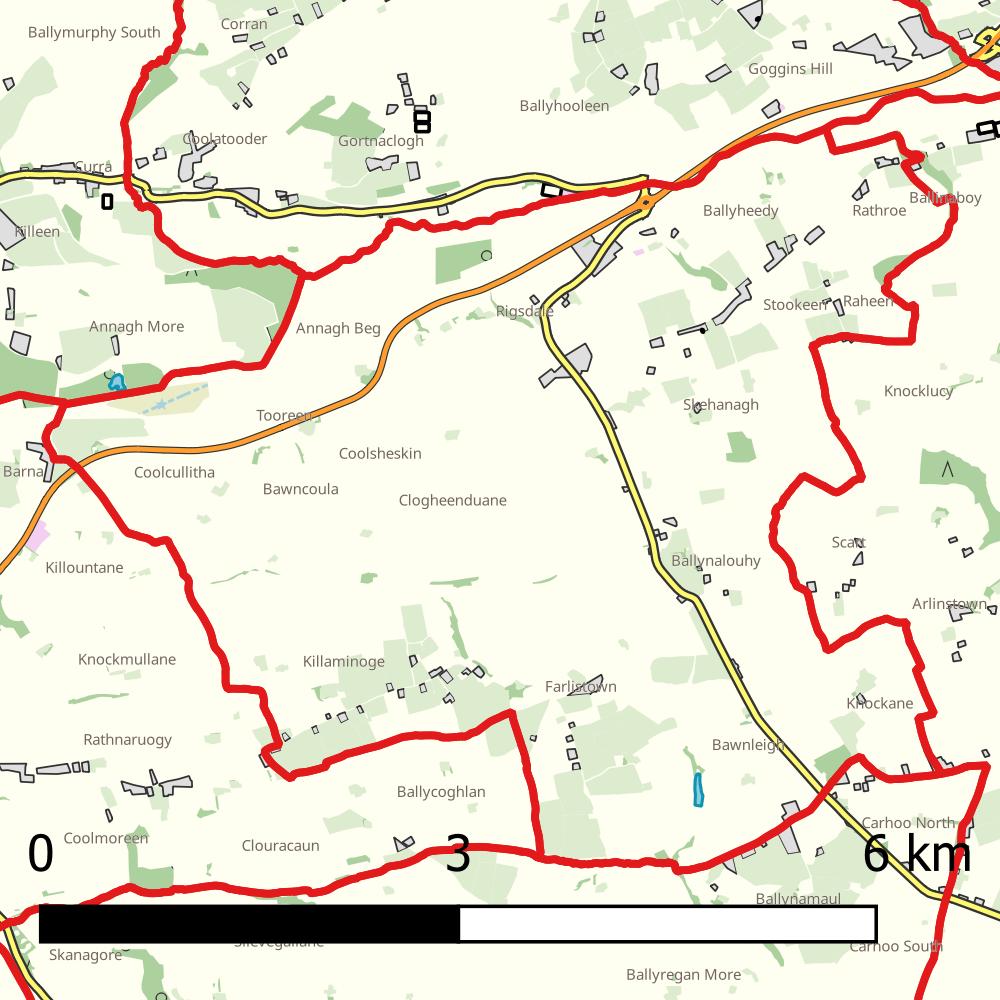 Corran
Ballymurphy South
Goggins Hill
Ballyhooleen
Coolatooder
Gortnaclogh
Curra
Ballinaboy
Ballyheedy
Rathroe
Killeen
Stookeen
Raheen
Rigsdale
Annagh More
Annagh Beg
Knocklucy
Skehanagh
Tooreen
Coolsheskin
Barna
Coolcullitha
Bawncoula
Clogheenduane
Scart
Ballynalouhy
Killountane
Arlinstown
Knockmullane
Killaminoge
Farlistown
Knockane
Rathnaruogy
Bawnleigh
Ballycoghlan
Carhoo North
Coolmoreen
Clouracaun
0 3 6 km
Ballynamaul
Slievegallane
Carhoo South
Skanagore
Ballyregan More